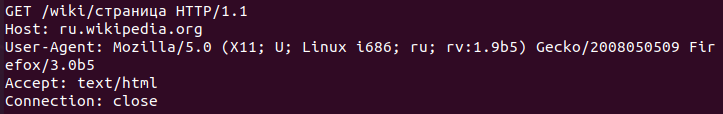 GET /wiki/страница HTTP/1.1
Host: ru.wikipedia.org
User-Agent: Mozilla/5.0 (X11; U; Linux i686; ru; rv:1.9b5) Gecko/2008050509 Fir
efox/3.0b5
Accept: text/html
Connection: close